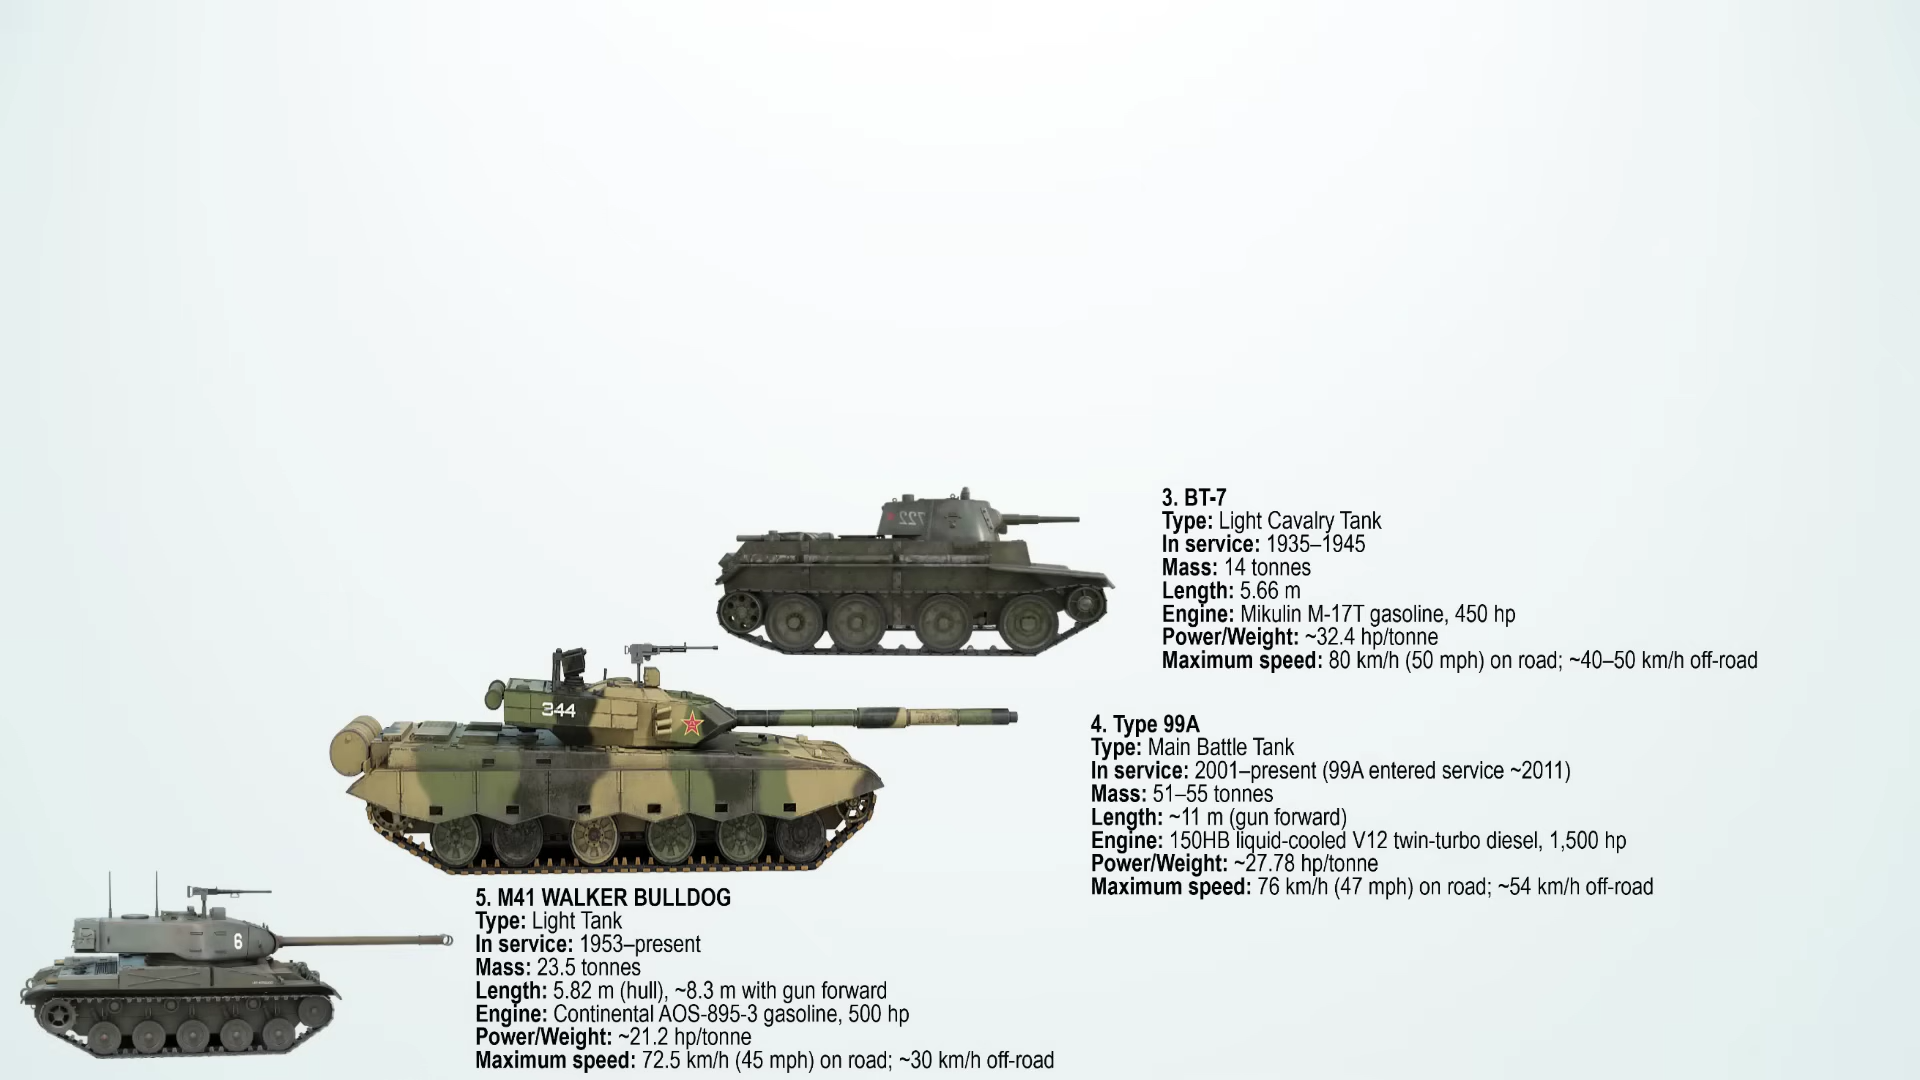 3. BT-7
Type: Light Cavalry Tank
In service: 1935–1945
Mass: 14 tonnes
Length: 5.66 m
Engine: Mikulin M-17T gasoline, 450 hp
Power/Weight: ~32.4 hp/tonne
Maximum speed: 80 km/h (50 mph) on road; ~40–50 km/h off-road
722
344
4. Type 99A
Type: Main Battle Tank
In service: 2001–present (99A entered service ~2011)
Mass: 51–55 tonnes
Length: ~11 m (gun forward)
Engine: 150HB liquid-cooled V12 twin-turbo diesel, 1,500 hp
Power/Weight: ~27.78 hp/tonne
Maximum speed: 76 km/h (47 mph) on road; ~54 km/h off-road
6
5. M41 WALKER BULLDOG
Type: Light Tank
In service: 1953–present
Mass: 23.5 tonnes
Length: 5.82 m (hull), ~8.3 m with gun forward
Engine: Continental AOS-895-3 gasoline, 500 hp
Power/Weight: ~21.2 hp/tonne
Maximum speed: 72.5 km/h (45 mph) on road; ~30 km/h off-road